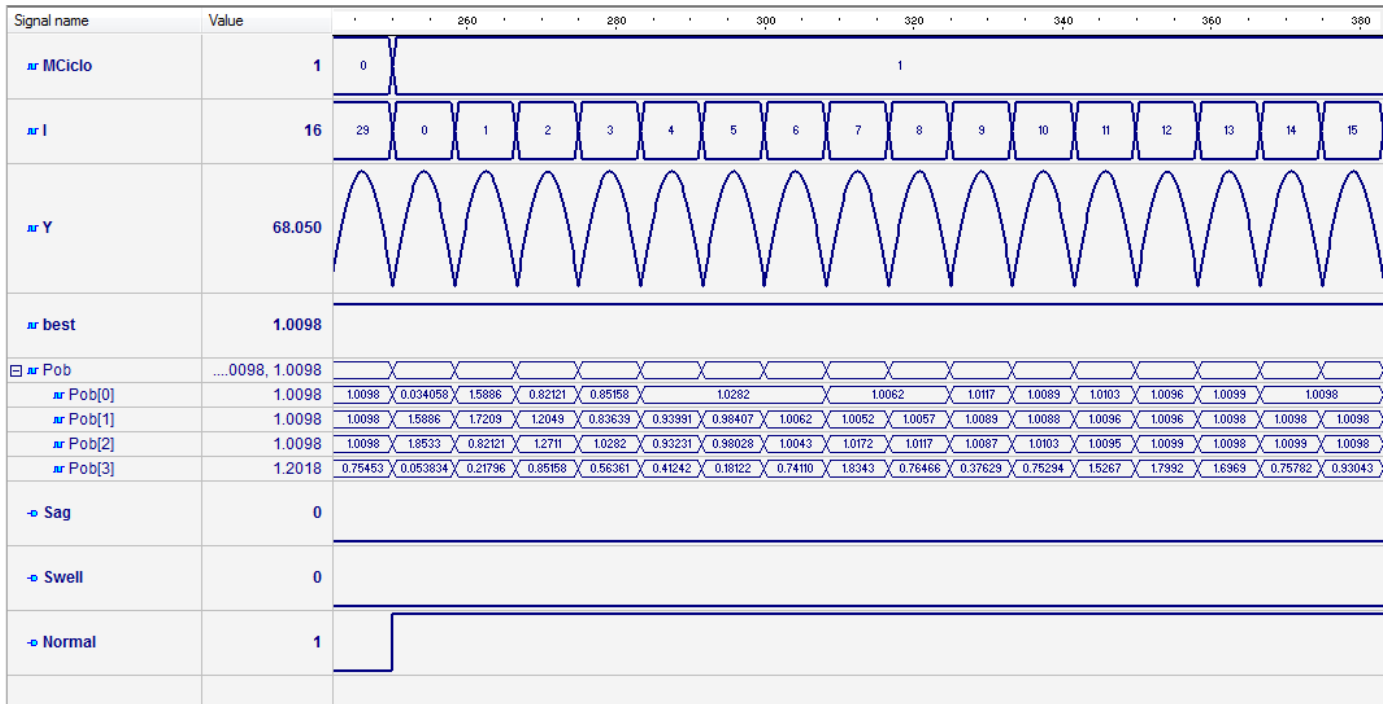 Signal name Value 260 280 300 320 340 360 380
MCiclo 1 0 1
I 16 29 0 1 2 3 4 5 6 7 8 9 10 11 12 13 14 15
Y 68.050
best 1.0098
Pob ....0098, 1.0098
Pob[0] 1.0098 1.0098 0.034058 1.5886 0.82121 0.85158 1.0282 1.0062 1.0117 1.0089 1.0103 1.0096 1.0099 1.0098
Pob[1] 1.0098 1.0098 1.5886 1.7209 1.2049 0.83639 0.93991 0.98407 1.0062 1.0052 1.0057 1.0089 1.0088 1.0096 1.0096 1.0098 1.0098 1.0098
Pob[2] 1.0098 1.0098 1.8533 0.82121 1.2711 1.0282 0.93231 0.98028 1.0043 1.0172 1.0117 1.0087 1.0103 1.0095 1.0099 1.0098 1.0099 1.0098
Pob[3] 1.2018 0.75453 0.053834 0.21796 0.85158 0.56361 0.41242 0.18122 0.74110 1.8343 0.76466 0.37629 0.75294 1.5267 1.7992 1.6969 0.75782 0.93043
Sag 0
Swell 0
Normal 1